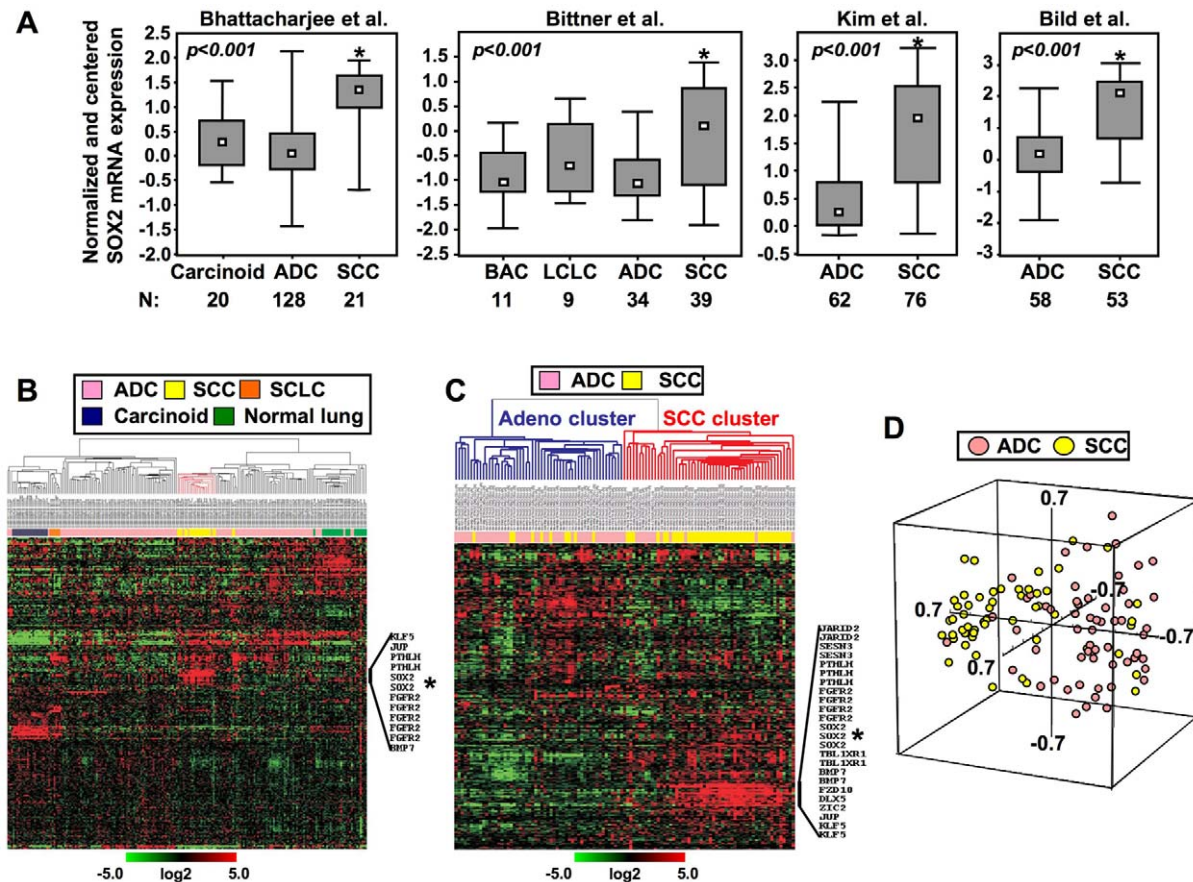 A
Bhattacharjee et al.
Bittner et al.
Kim et al.
Bild et al.
Normalized and centered
SOX2 mRNA expression
2.5
2.0
1.5
1.0
0.5
0.0
-0.5
-1.0
-1.5
-2.0
p<0.001
*
Carcinoid ADC SCC
N: 20 128 21
2.0
1.5
1.0
0.5
0.0
-0.5
-1.0
-1.5
-2.0
-2.5
p<0.001
*
BAC LCLC ADC SCC
11 9 34 39
3.0
2.5
2.0
1.5
1.0
0.5
0.0
-0.5
p<0.001
*
ADC SCC
62 76
3
2
1
0
-1
-2
-3
p<0.001
*
ADC SCC
58 53
B
ADC SCC SCLC
Carcinoid Normal lung
KLF5
JUP
PTHLH
PTHLH
SOX2
SOX2 *
FGFR2
FGFR2
FGFR2
FGFR2
FGFR2
BMP7
-5.0 log2 5.0
C
ADC SCC
Adeno cluster SCC cluster
JARID2
JARID2
SESN3
SESN3
PTHLH
PTHLH
PTHLH
FGFR2
FGFR2
FGFR2
FGFR2
SOX2
SOX2 *
SOX2
TBL1XR1
TBL1XR1
BMP7
BMP7
FZD10
DLX5
ZIC2
JUP
KLF5
KLF5
-5.0 log2 5.0
D
ADC SCC
0.7
-0.7
0.7
-0.7
0.7
-0.7